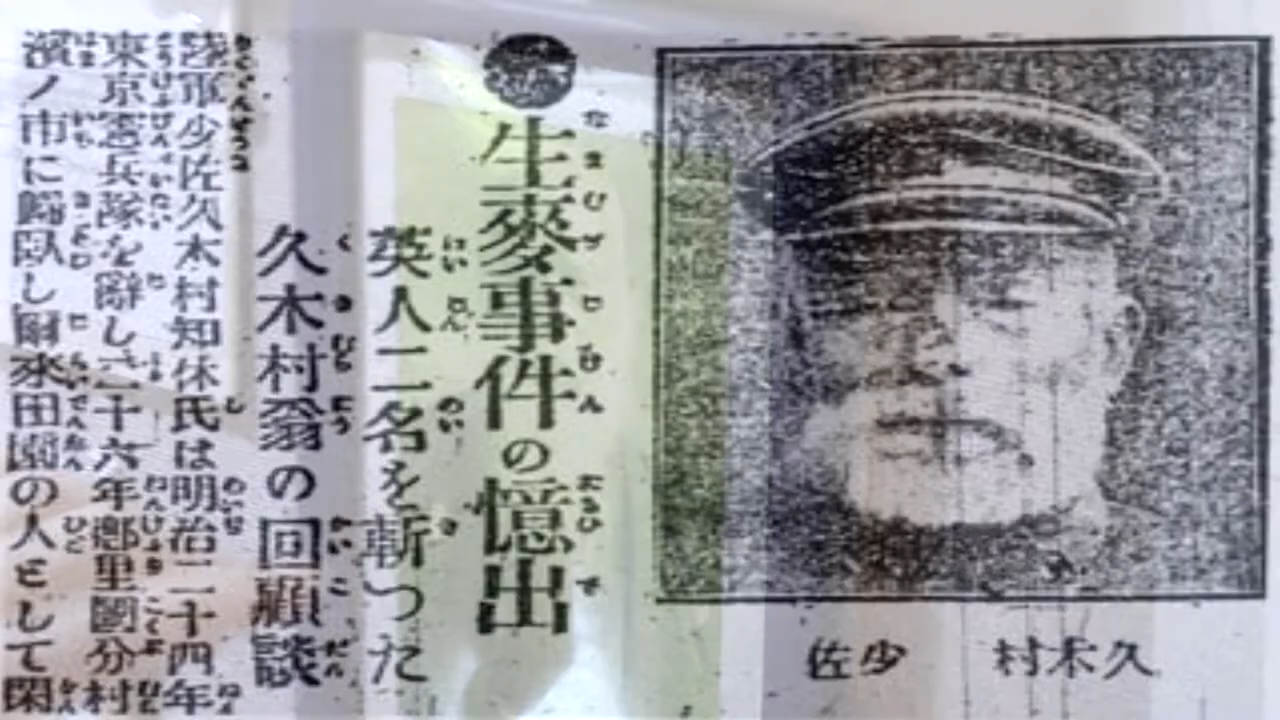 久木村　少佐
●生麥事件の憶出
英人二名を斬つた
久木村翁の回顧談
陸軍少佐久木村知休氏は明治二十四年
東京憲兵隊を辭し二十六年鄕里國分村
濱ノ市に歸臥し爾來田園の人として閑